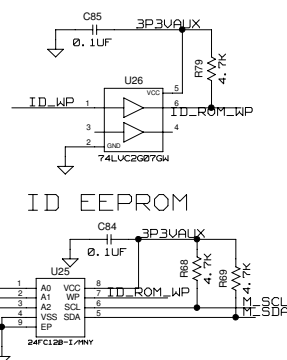 C85
0.1UF
3P3VAUX
R79
4.7K
U26
VCC 5
ID_WP 1
6 ID_ROM_WP
3 4
2 GND
74LVC2G07GW
ID EEPROM
C84
0.1UF
3P3VAUX
R68
4.7K
R69
4.7K
U25
1 A0 VCC 8
2 A1 WP 7 ID_ROM_WP
3 A2 SCL 6 M_SCL
4 VSS SDA 5 M_SDA
9 EP